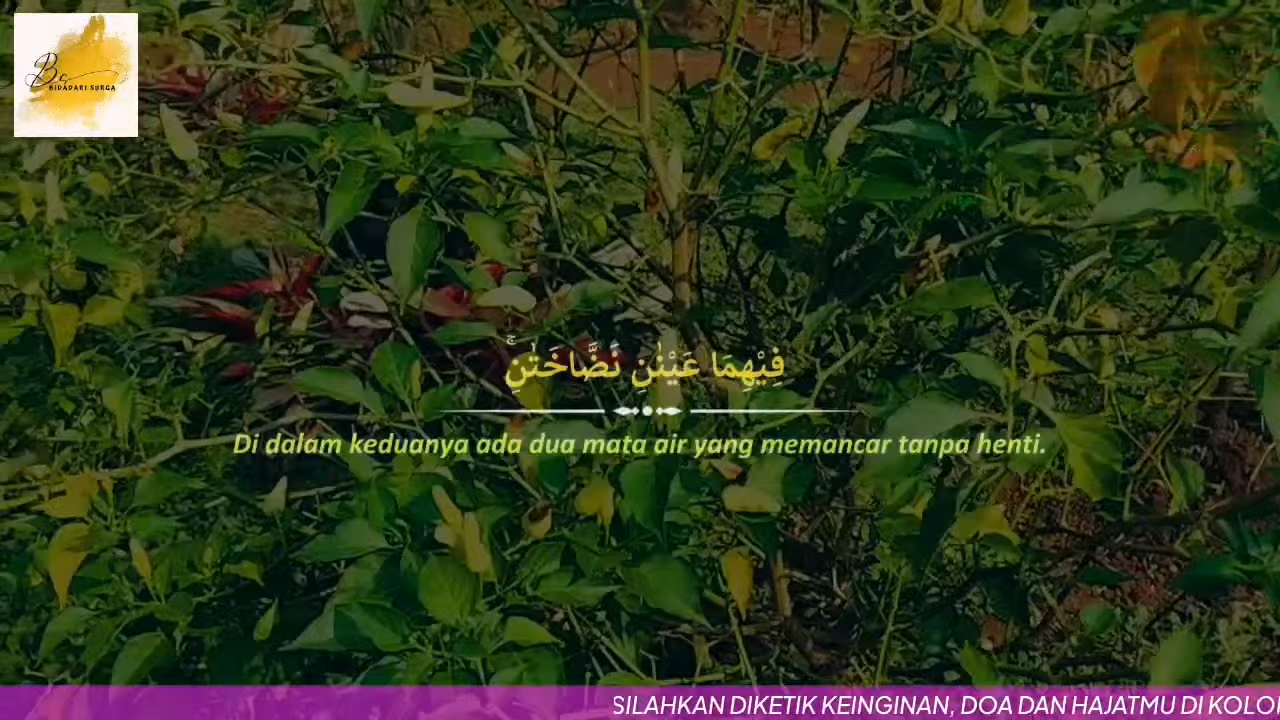 Bs
BIDADARI SURGA
فِيْهِمَا عَيْنٰنِ نَضَّاخَتٰنِۚ
Di dalam keduanya ada dua mata air yang memancar tanpa henti.
SILAHKAN DIKETIK KEINGINAN, DOA DAN HAJATMU DI